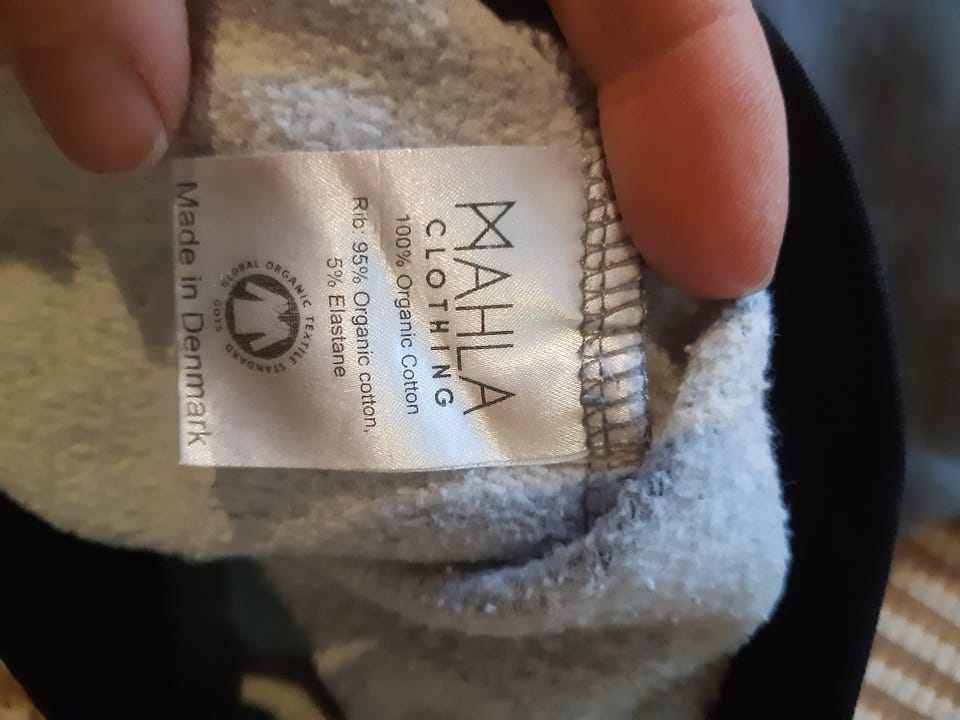 MAHLA
CLOTHING
100% Organic Cotton
Rib: 95% Organic cotton,
5% Elastane
GLOBAL ORGANIC TEXTILE STANDARD
GOTS
Made in Denmark